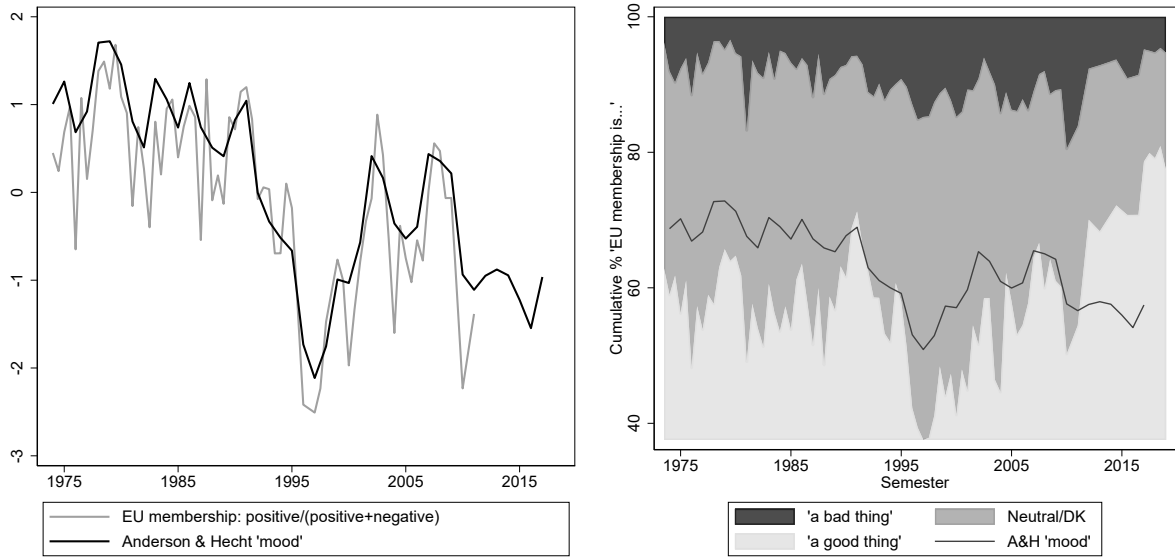 2
1
0
-1
-2
-3
1975 1985 1995 2005 2015
EU membership: positive/(positive+negative)
Anderson & Hecht 'mood'
Cumulative % 'EU membership is...'
100
80
60
40
1975 1985 1995 2005 2015
Semester
'a bad thing' Neutral/DK
'a good thing' A&H 'mood'